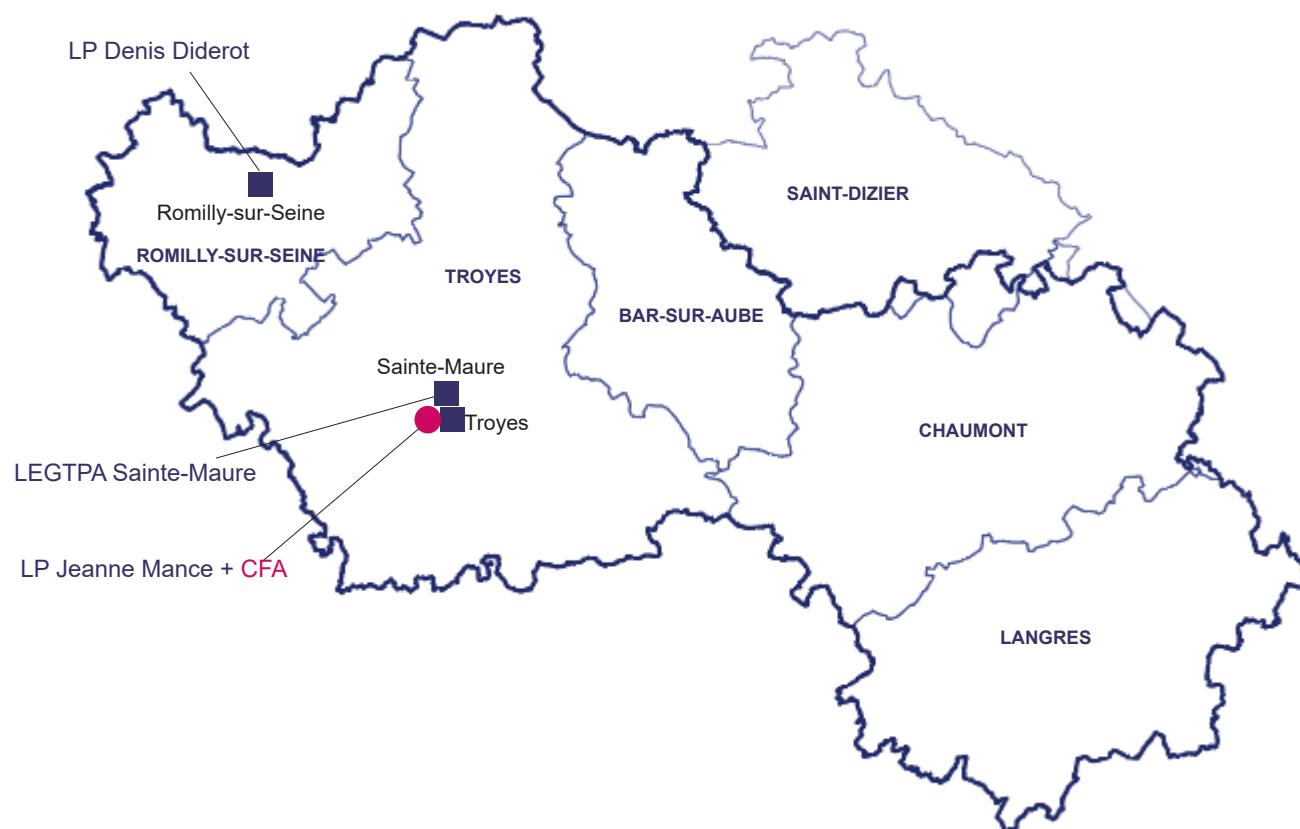 LP Denis Diderot
Romilly-sur-Seine
ROMILLY-SUR-SEINE
SAINT-DIZIER
TROYES
BAR-SUR-AUBE
Sainte-Maure
Troyes
CHAUMONT
LEGTPA Sainte-Maure
LP Jeanne Mance + CFA
LANGRES